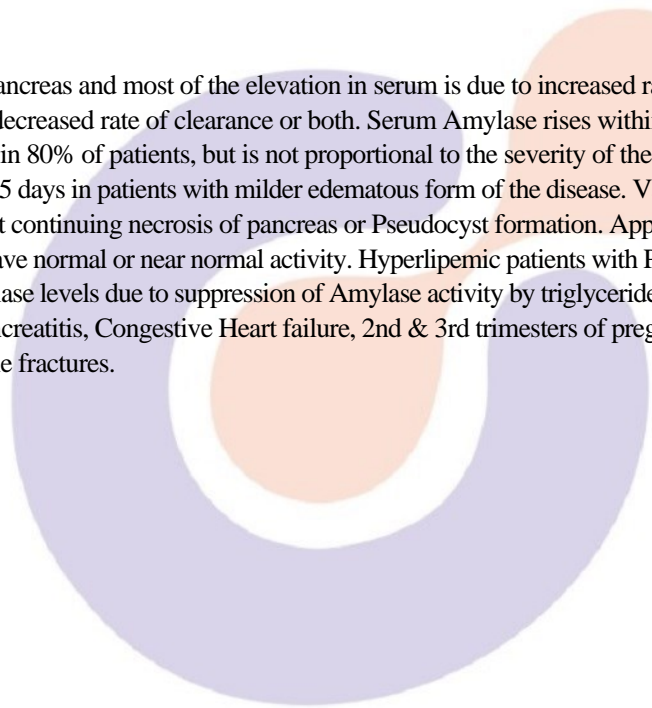 ancreas and most of the elevation in serum is due to increased ra
decreased rate of clearance or both. Serum Amylase rises within
in 80% of patients, but is not proportional to the severity of the
5 days in patients with milder edematous form of the disease. V
t continuing necrosis of pancreas or Pseudocyst formation. App
ave normal or near normal activity. Hyperlipemic patients with P
lase levels due to suppression of Amylase activity by triglyceride
creatitis, Congestive Heart failure, 2nd & 3rd trimesters of preg
e fractures.